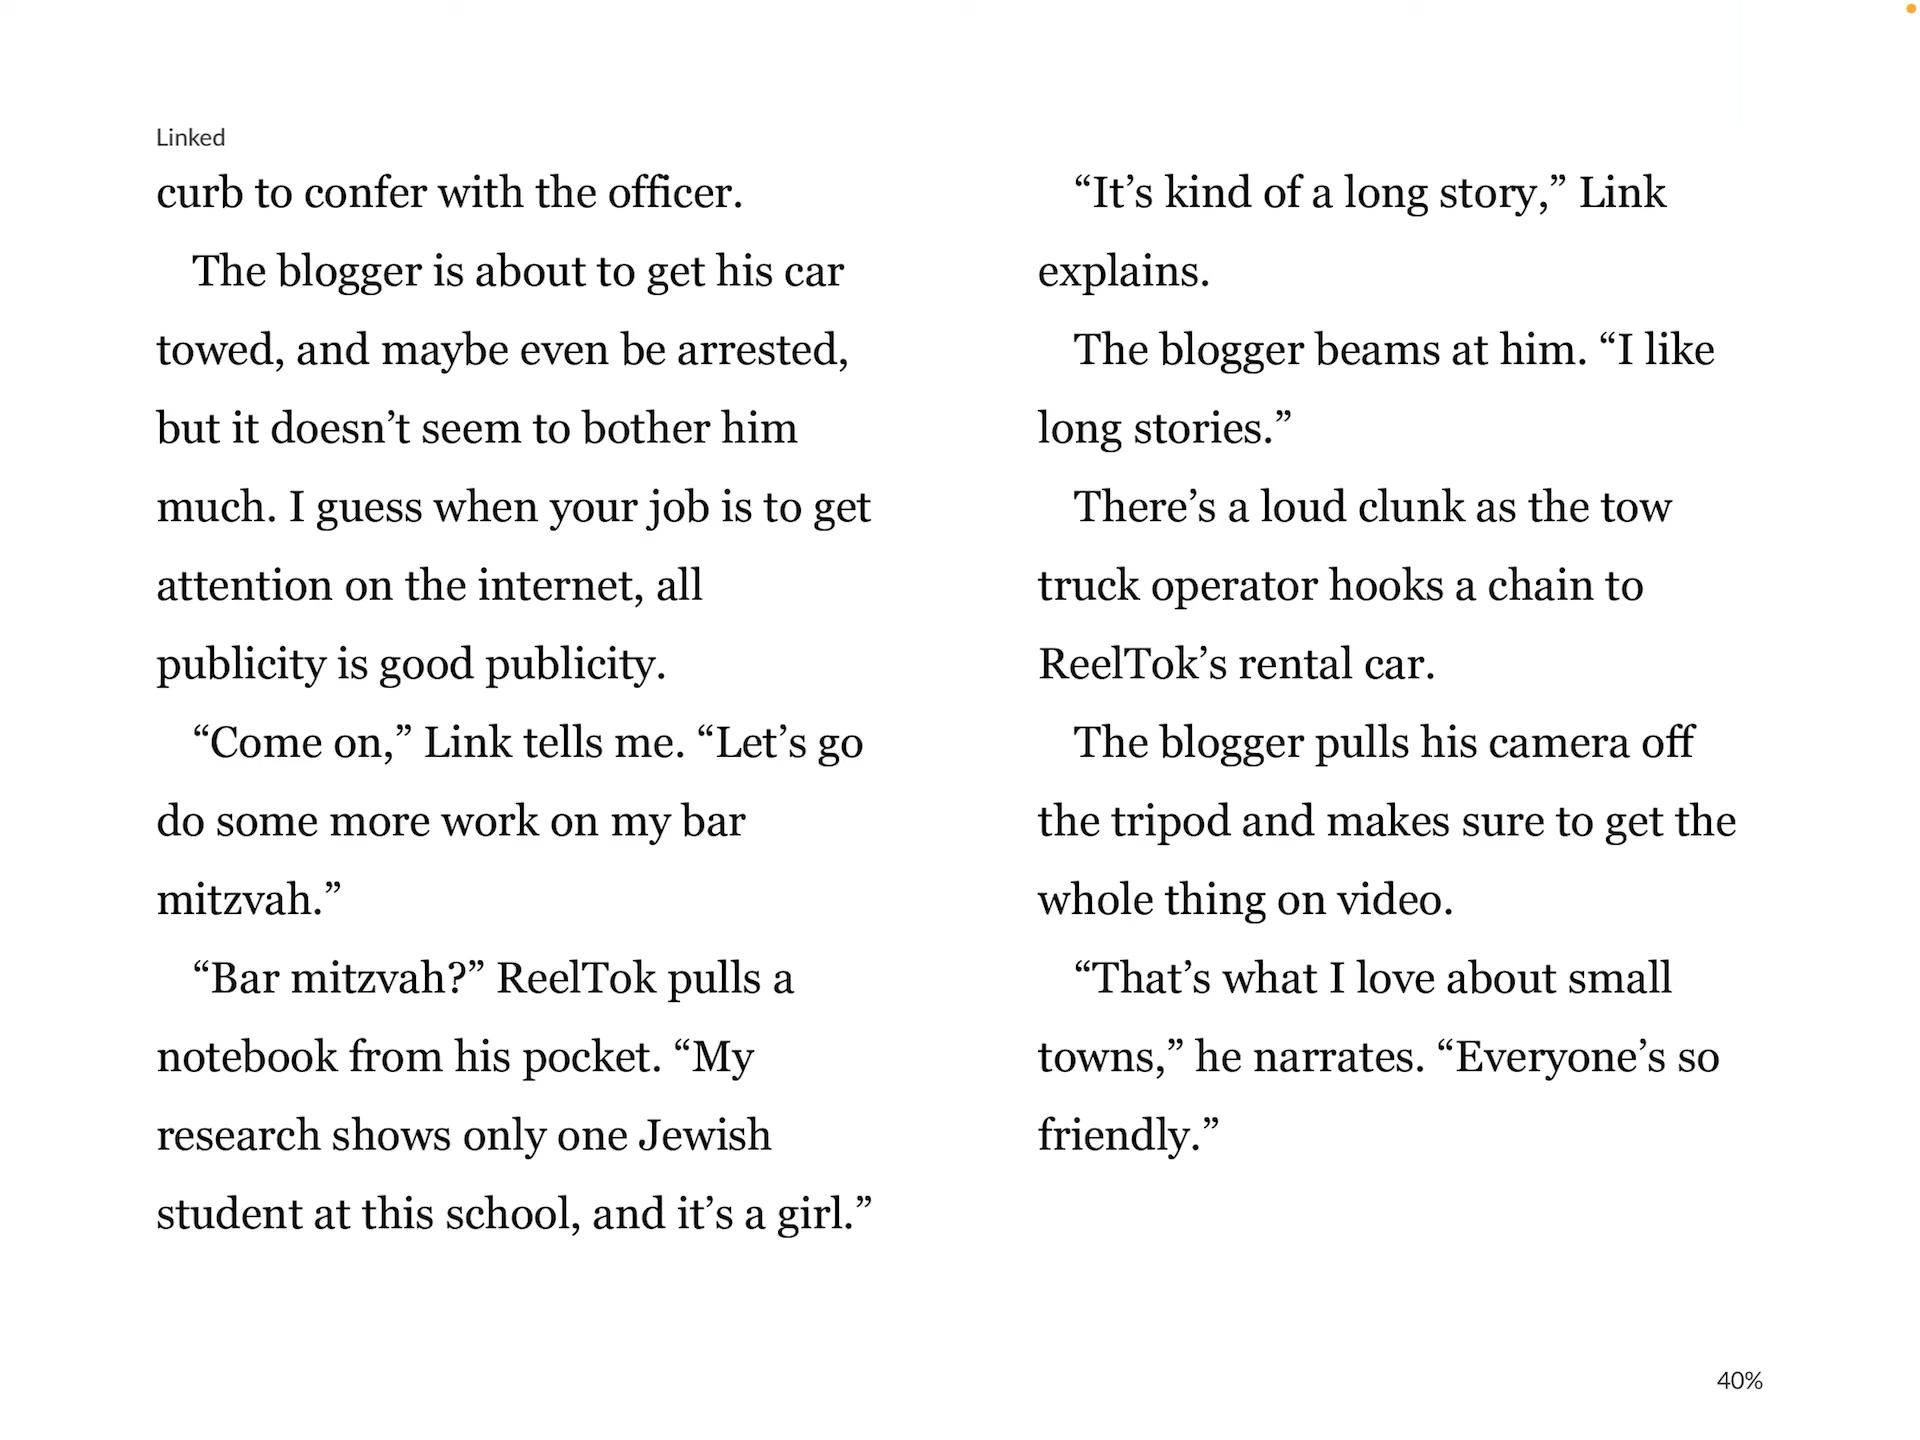 Linked
curb to confer with the officer.
The blogger is about to get his car
towed, and maybe even be arrested,
but it doesn’t seem to bother him
much. I guess when your job is to get
attention on the internet, all
publicity is good publicity.
“Come on,” Link tells me. “Let’s go
do some more work on my bar
mitzvah.”
“Bar mitzvah?” ReelTok pulls a
notebook from his pocket. “My
research shows only one Jewish
student at this school, and it’s a girl.”
“It’s kind of a long story,” Link
explains.
The blogger beams at him. “I like
long stories.”
There’s a loud clunk as the tow
truck operator hooks a chain to
ReelTok’s rental car.
The blogger pulls his camera off
the tripod and makes sure to get the
whole thing on video.
“That’s what I love about small
towns,” he narrates. “Everyone’s so
friendly.”
40%